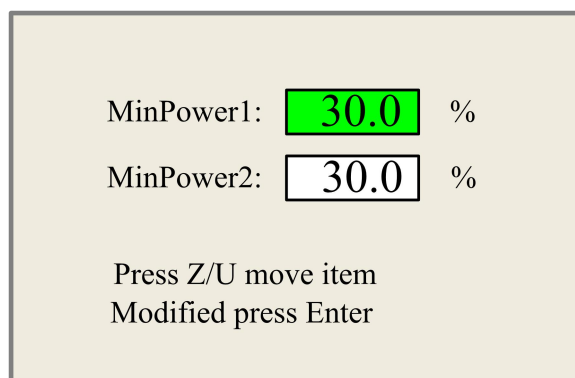 MinPower1: 30.0 %
MinPower2: 30.0 %
Press Z/U move item
Modified press Enter